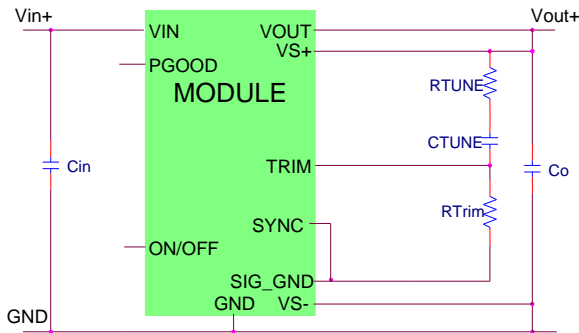 Vin+
Vout+
VIN
VOUT
VS+
PGOOD
MODULE
RTUNE
CTUNE
TRIM
Cin
Co
RTrim
SYNC
ON/OFF
SIG_GND
GND
GND
VS-